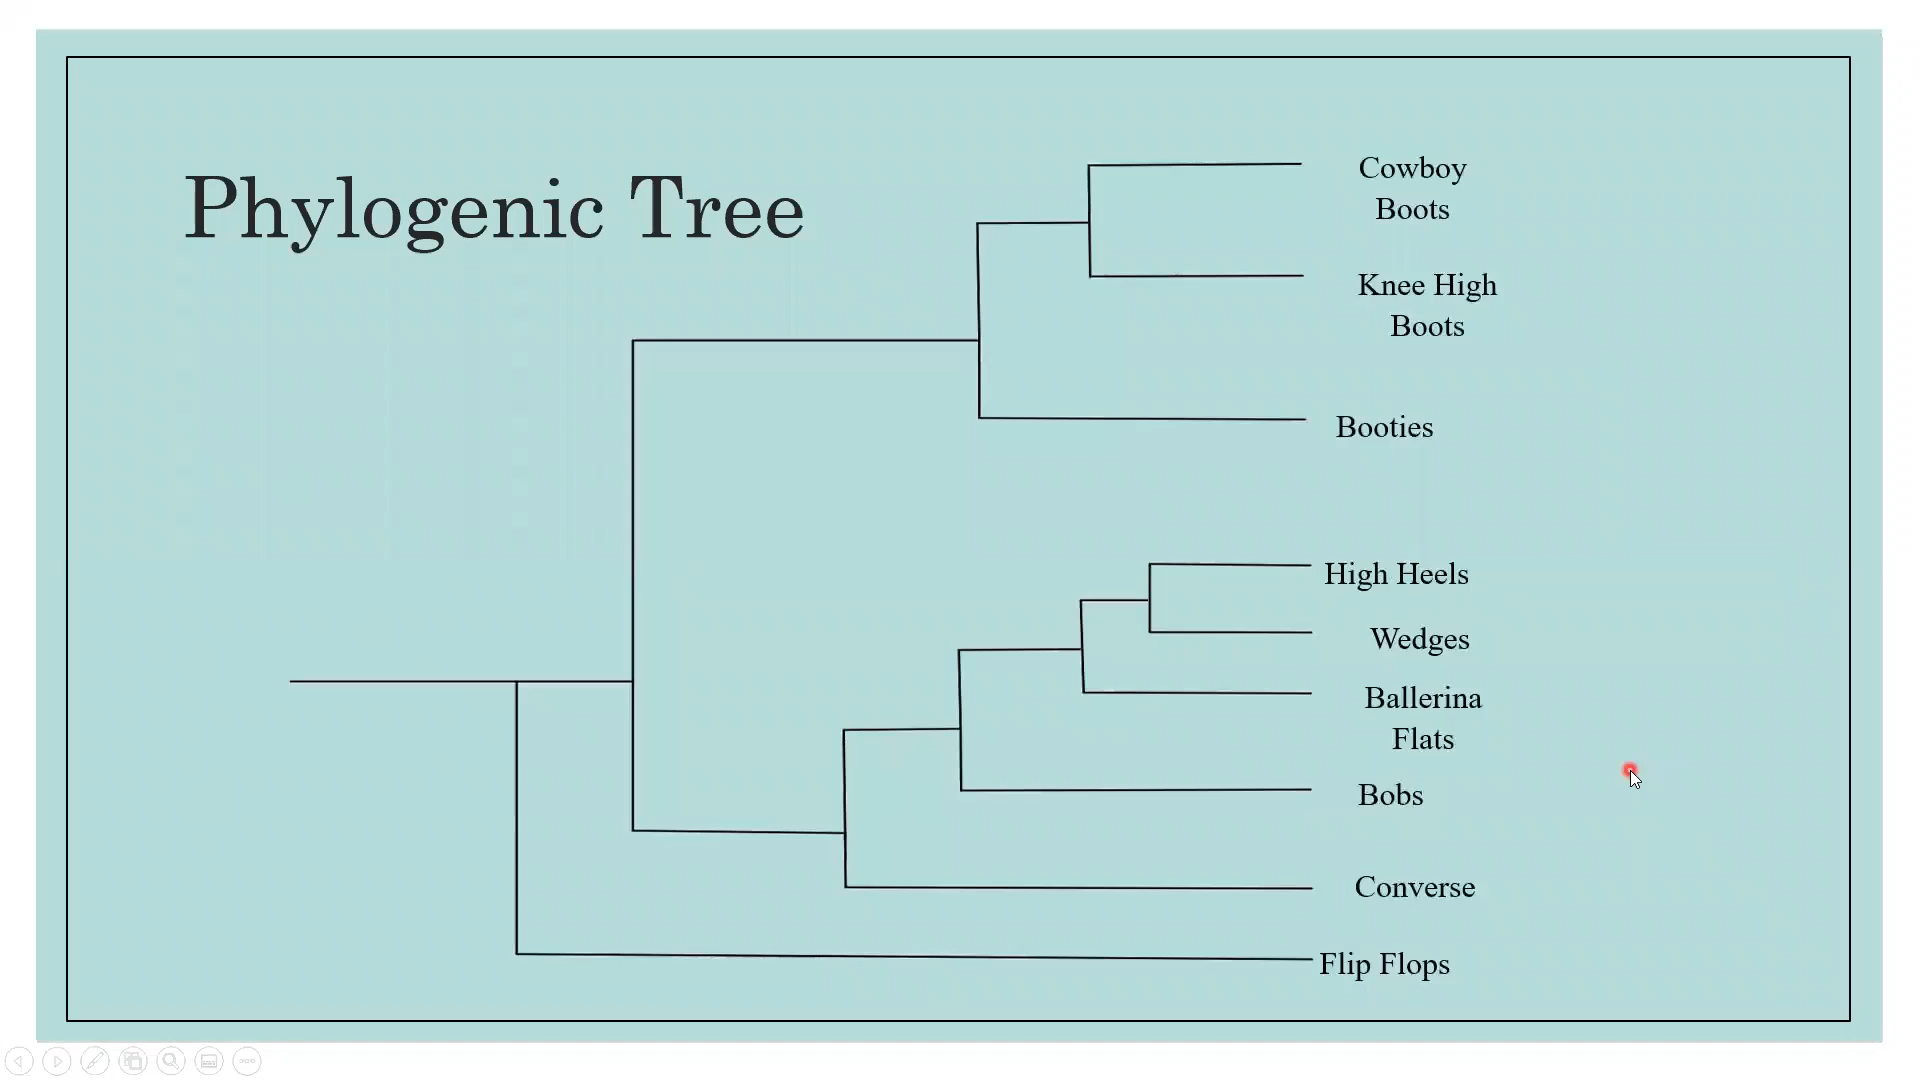 Phylogenic Tree
Cowboy
Boots
Knee High
Boots
Booties
High Heels
Wedges
Ballerina
Flats
Bobs
Converse
Flip Flops